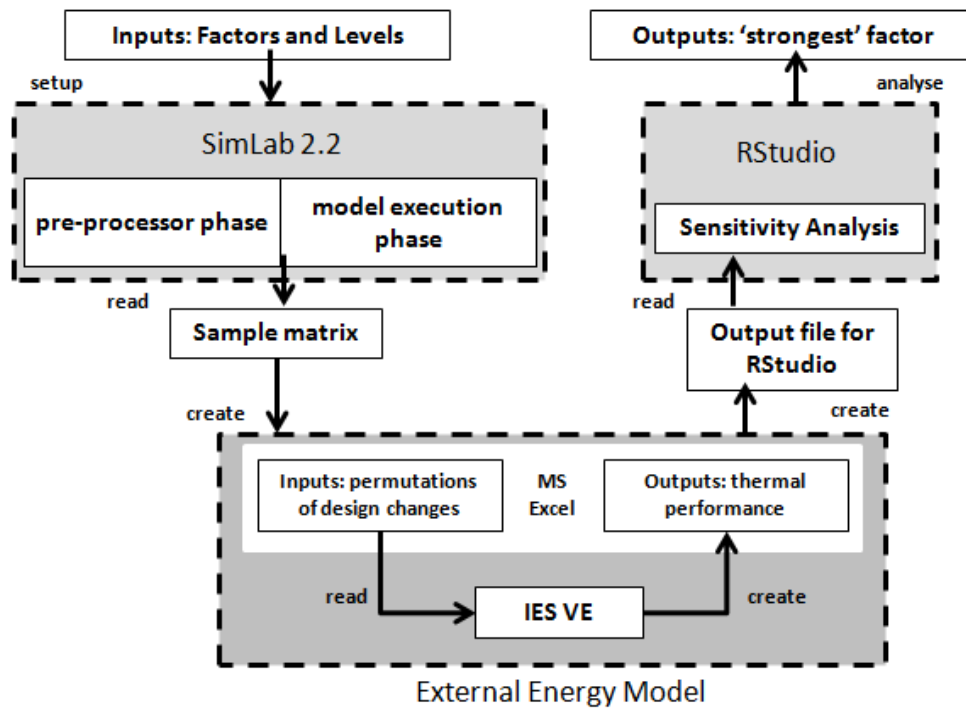 Inputs: Factors and Levels
setup
SimLab 2.2
pre-processor phase
model execution
phase
read
Sample matrix
create
Inputs: permutations
of design changes
MS
Excel
Outputs: thermal
performance
read
IES VE
create
External Energy Model
create
Output file for
RStudio
read
Sensitivity Analysis
RStudio
analyse
Outputs: ‘strongest’ factor